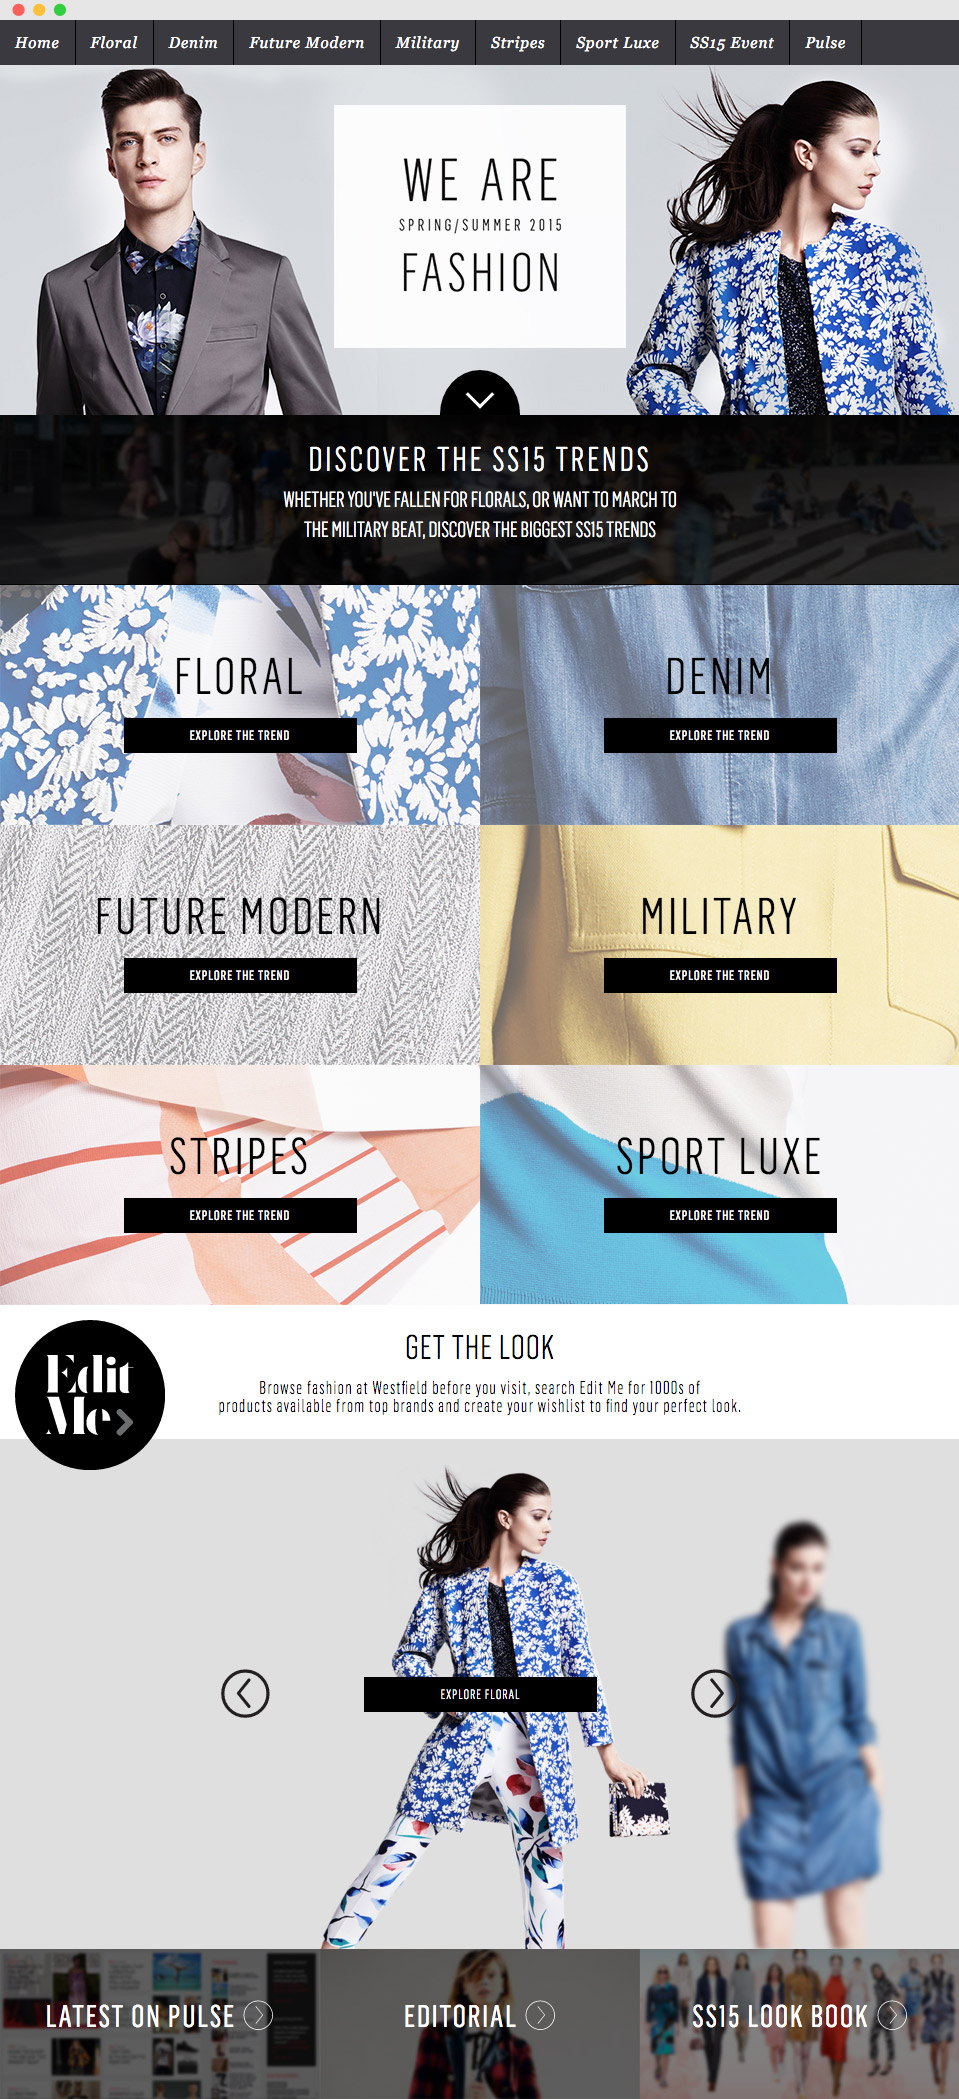 Home Floral Denim Future Modern Military Stripes Sport Luxe SS15 Event Pulse
WE ARE
SPRING/SUMMER 2015
FASHION
DISCOVER THE SS15 TRENDS
WHETHER YOU'VE FALLEN FOR FLORALS, OR WANT TO MARCH TO
THE MILITARY BEAT, DISCOVER THE BIGGEST SS15 TRENDS
FLORAL
EXPLORE THE TREND
DENIM
EXPLORE THE TREND
FUTURE MODERN
EXPLORE THE TREND
MILITARY
EXPLORE THE TREND
STRIPES
EXPLORE THE TREND
SPORT LUXE
EXPLORE THE TREND
Edit
Me
GET THE LOOK
Browse fashion at Westfield before you visit, search Edit Me for 1000s of
products available from top brands and create your wishlist to find your perfect look.
EXPLORE FLORAL
LATEST ON PULSE
EDITORIAL
SS15 LOOK BOOK